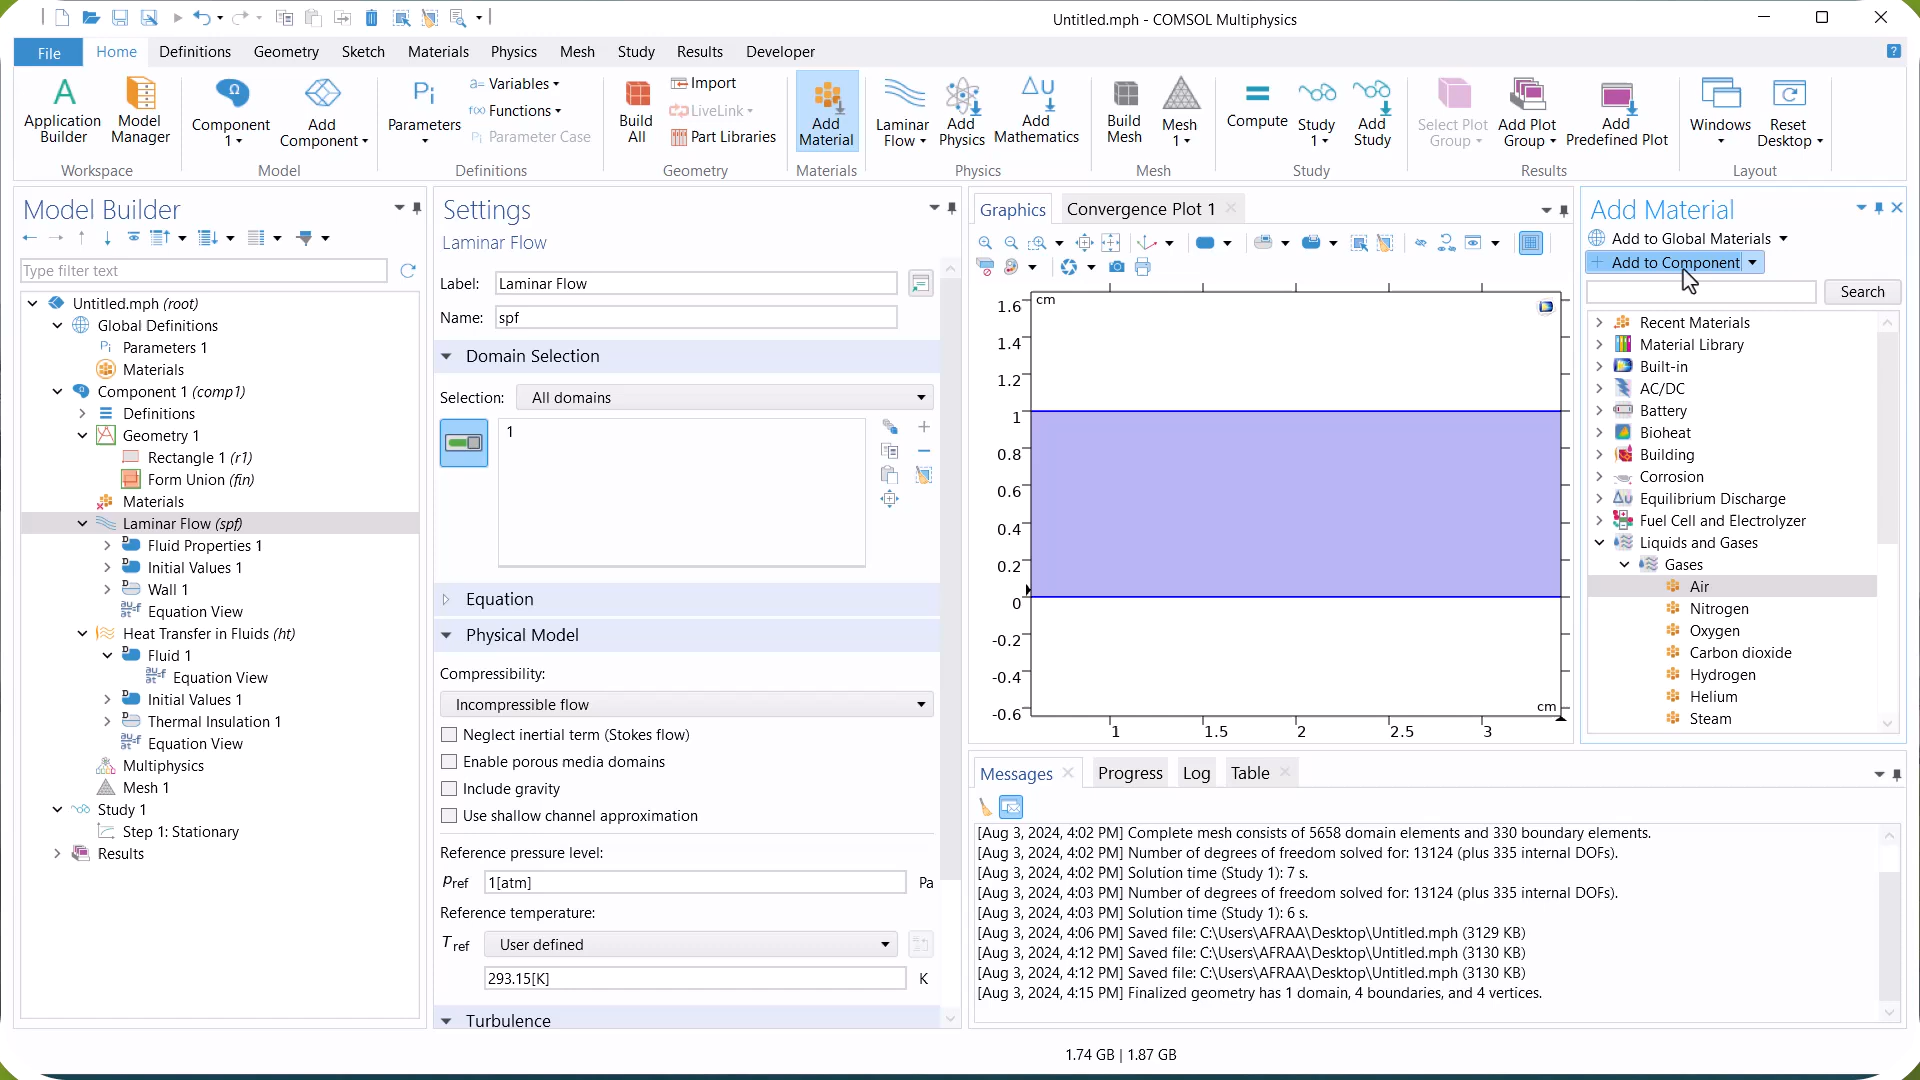 Untitled.mph - COMSOL Multiphysics
File Home Definitions Geometry Sketch Materials Physics Mesh Study Results Developer
Application Builder
Model Manager
Workspace
Component 1
Add Component
Model
Parameters
a= Variables
f(x) Functions
Pi Parameter Case
Definitions
Build All
Import
LiveLink
Part Libraries
Geometry
Add Material
Materials
Laminar Flow
Add Physics
Add Mathematics
Physics
Build Mesh
Mesh 1
Mesh
Compute
Study 1
Add Study
Study
Select Plot Group
Add Plot Group
Add Predefined Plot
Results
Windows
Reset Desktop
Layout
Model Builder
Type filter text
Untitled.mph (root)
Global Definitions
Parameters 1
Materials
Component 1 (comp1)
Definitions
Geometry 1
Rectangle 1 (r1)
Form Union (fin)
Materials
Laminar Flow (spf)
Fluid Properties 1
Initial Values 1
Wall 1
Equation View
Heat Transfer in Fluids (ht)
Fluid 1
Equation View
Initial Values 1
Thermal Insulation 1
Equation View
Multiphysics
Mesh 1
Study 1
Step 1: Stationary
Results
Settings
Laminar Flow
Label: Laminar Flow
Name: spf
Domain Selection
Selection: All domains
1
Equation
Physical Model
Compressibility:
Incompressible flow
Neglect inertial term (Stokes flow)
Enable porous media domains
Include gravity
Use shallow channel approximation
Reference pressure level:
pref 1[atm] Pa
Reference temperature:
Tref User defined
293.15[K] K
Turbulence
Graphics Convergence Plot 1
cm
1.6
1.4
1.2
1
0.8
0.6
0.4
0.2
0
-0.2
-0.4
-0.6
cm
1 1.5 2 2.5 3
Add Material
Add to Global Materials
+ Add to Component
Search
Recent Materials
Material Library
Built-in
AC/DC
Battery
Bioheat
Building
Corrosion
Equilibrium Discharge
Fuel Cell and Electrolyzer
Liquids and Gases
Gases
Air
Nitrogen
Oxygen
Carbon dioxide
Hydrogen
Helium
Steam
Messages Progress Log Table
[Aug 3, 2024, 4:02 PM] Complete mesh consists of 5658 domain elements and 330 boundary elements.
[Aug 3, 2024, 4:02 PM] Number of degrees of freedom solved for: 13124 (plus 335 internal DOFs).
[Aug 3, 2024, 4:02 PM] Solution time (Study 1): 7 s.
[Aug 3, 2024, 4:03 PM] Number of degrees of freedom solved for: 13124 (plus 335 internal DOFs).
[Aug 3, 2024, 4:03 PM] Solution time (Study 1): 6 s.
[Aug 3, 2024, 4:06 PM] Saved file: C:\Users\AFRAA\Desktop\Untitled.mph (3129 KB)
[Aug 3, 2024, 4:12 PM] Saved file: C:\Users\AFRAA\Desktop\Untitled.mph (3130 KB)
[Aug 3, 2024, 4:12 PM] Saved file: C:\Users\AFRAA\Desktop\Untitled.mph (3130 KB)
[Aug 3, 2024, 4:15 PM] Finalized geometry has 1 domain, 4 boundaries, and 4 vertices.
1.74 GB | 1.87 GB